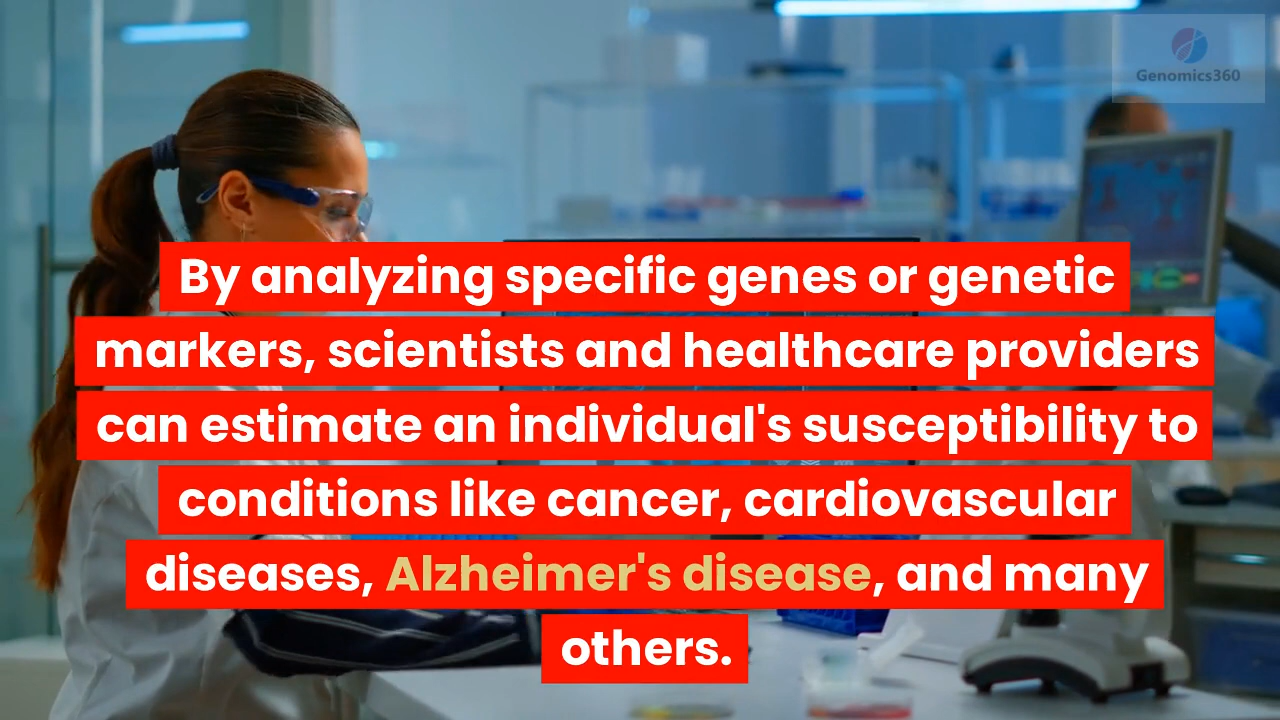 Genomics360
By analyzing specific genes or genetic
markers, scientists and healthcare providers
can estimate an individual's susceptibility to
conditions like cancer, cardiovascular
diseases, Alzheimer's disease, and many
others.